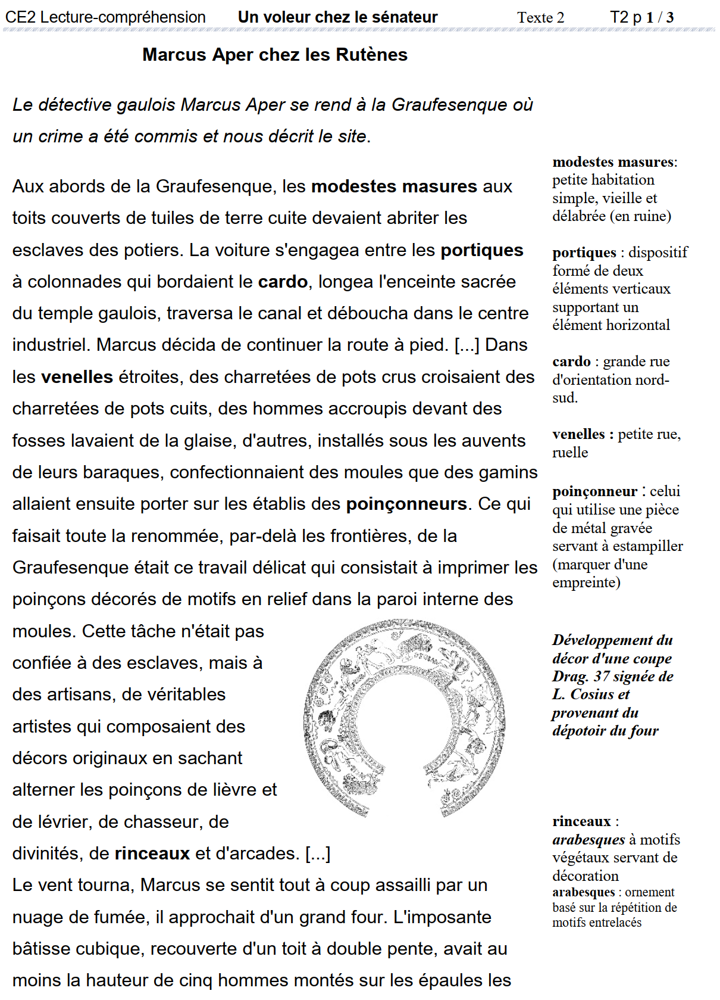 CE2 Lecture-compréhension Un voleur chez le sénateur Texte 2 T2 p 1 / 3
Marcus Aper chez les Rutènes
Le détective gaulois Marcus Aper se rend à la Graufesenque où
un crime a été commis et nous décrit le site.
Aux abords de la Graufesenque, les modestes masures aux
toits couverts de tuiles de terre cuite devaient abriter les
esclaves des potiers. La voiture s'engagea entre les portiques
à colonnades qui bordaient le cardo, longea l'enceinte sacrée
du temple gaulois, traversa le canal et déboucha dans le centre
industriel. Marcus décida de continuer la route à pied. [...] Dans
les venelles étroites, des charretées de pots crus croisaient des
charretées de pots cuits, des hommes accroupis devant des
fosses lavaient de la glaise, d'autres, installés sous les auvents
de leurs baraques, confectionnaient des moules que des gamins
allaient ensuite porter sur les établis des poinçonneurs. Ce qui
faisait toute la renommée, par-delà les frontières, de la
Graufesenque était ce travail délicat qui consistait à imprimer les
poinçons décorés de motifs en relief dans la paroi interne des
moules. Cette tâche n'était pas
confiée à des esclaves, mais à
des artisans, de véritables
artistes qui composaient des
décors originaux en sachant
alterner les poinçons de lièvre et
de lévrier, de chasseur, de
divinités, de rinceaux et d'arcades. [...]
Le vent tourna, Marcus se sentit tout à coup assailli par un
nuage de fumée, il approchait d'un grand four. L'imposante
bâtisse cubique, recouverte d'un toit à double pente, avait au
moins la hauteur de cinq hommes montés sur les épaules les
modestes masures:
petite habitation
simple, vieille et
délabrée (en ruine)
portiques : dispositif
formé de deux
éléments verticaux
supportant un
élément horizontal
cardo : grande rue
d'orientation nord-
sud.
venelles : petite rue,
ruelle
poinçonneur : celui
qui utilise une pièce
de métal gravée
servant à estampiller
(marquer d'une
empreinte)
Développement du
décor d'une coupe
Drag. 37 signée de
L. Cosius et
provenant du
dépotoir du four
rinceaux :
arabesques à motifs
végétaux servant de
décoration
arabesques : ornement
basé sur la répétition de
motifs entrelacés